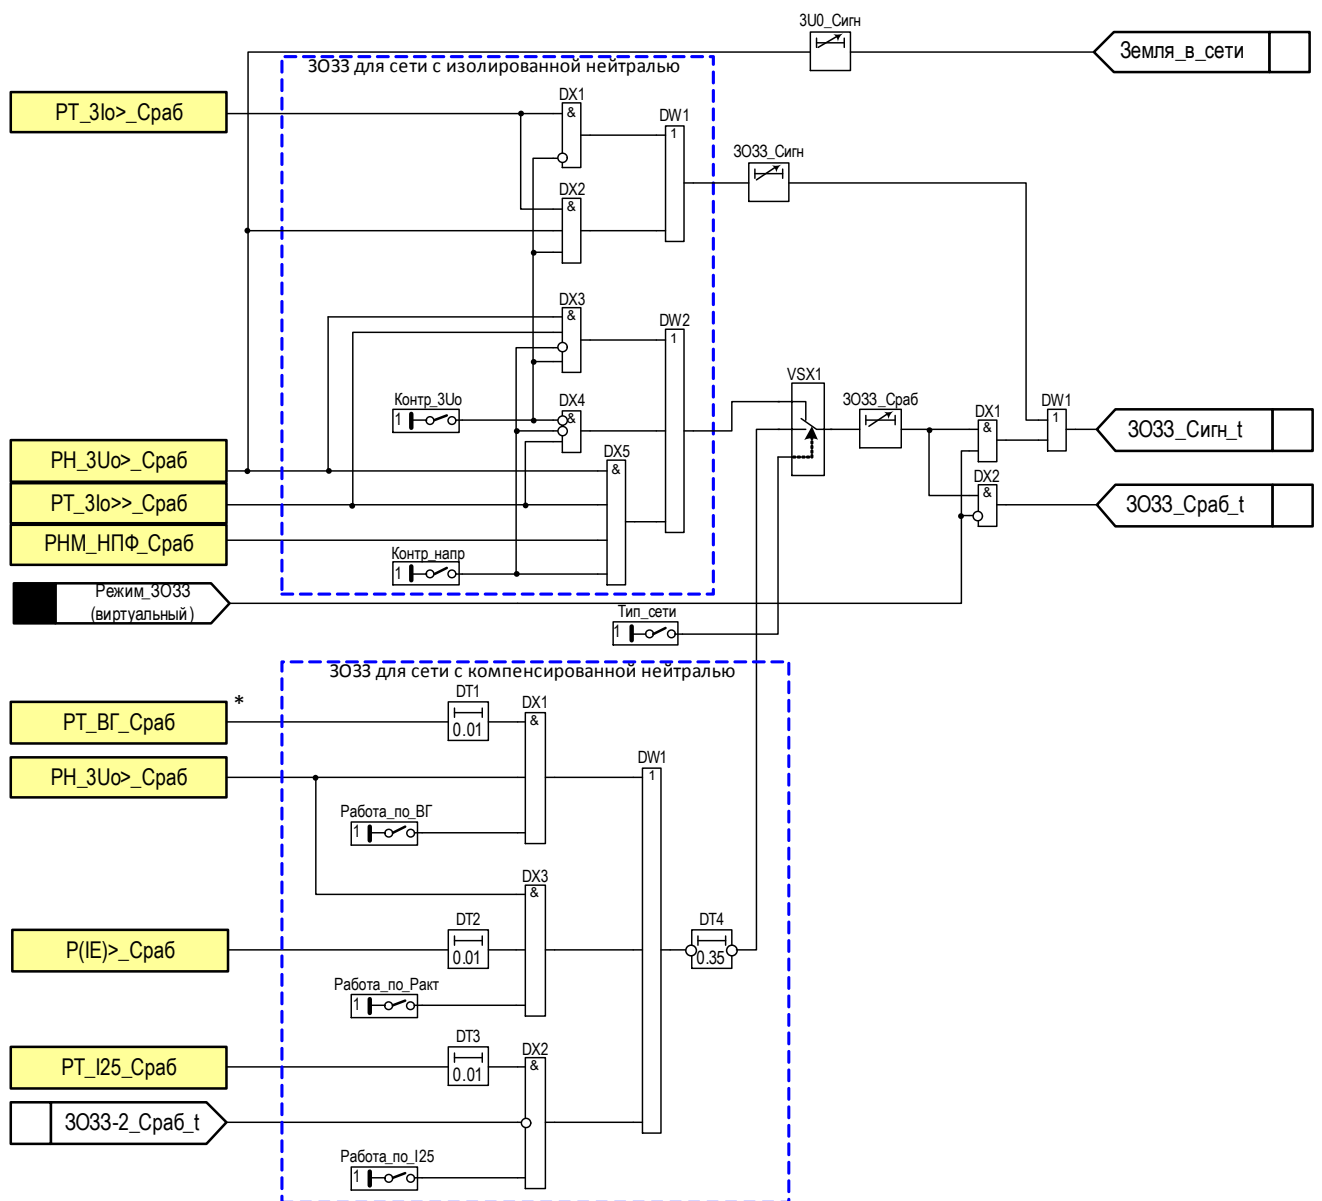 3U0_Сигн
Земля_в_сети
ЗОЗЗ для сети с изолированной нейтралью
РТ_3Io>_Сраб
DX1
&
DW1
1
ЗОЗЗ_Сигн
DX2
&
DX3
&
DW2
1
VSX1
Контр_3Uo
1
DX4
&
ЗОЗЗ_Сраб
DX1
&
DW1
1
ЗОЗЗ_Сигн_t
РН_3Uo>_Сраб
DX5
&
DX2
&
РТ_3Io>>_Сраб
ЗОЗЗ_Сраб_t
РНМ_НПФ_Сраб
Контр_напр
1
Режим_ЗОЗЗ
(виртуальный)
Тип_сети
1
ЗОЗЗ для сети с компенсированной нейтралью
РТ_ВГ_Сраб
*
DT1
0.01
DX1
&
РН_3Uo>_Сраб
DW1
1
Работа_по_ВГ
1
DX3
&
P(IE)>_Сраб
DT2
0.01
DT4
0.35
Работа_по_Ракт
1
РТ_I25_Сраб
DT3
0.01
DX2
&
ЗОЗЗ-2_Сраб_t
Работа_по_I25
1